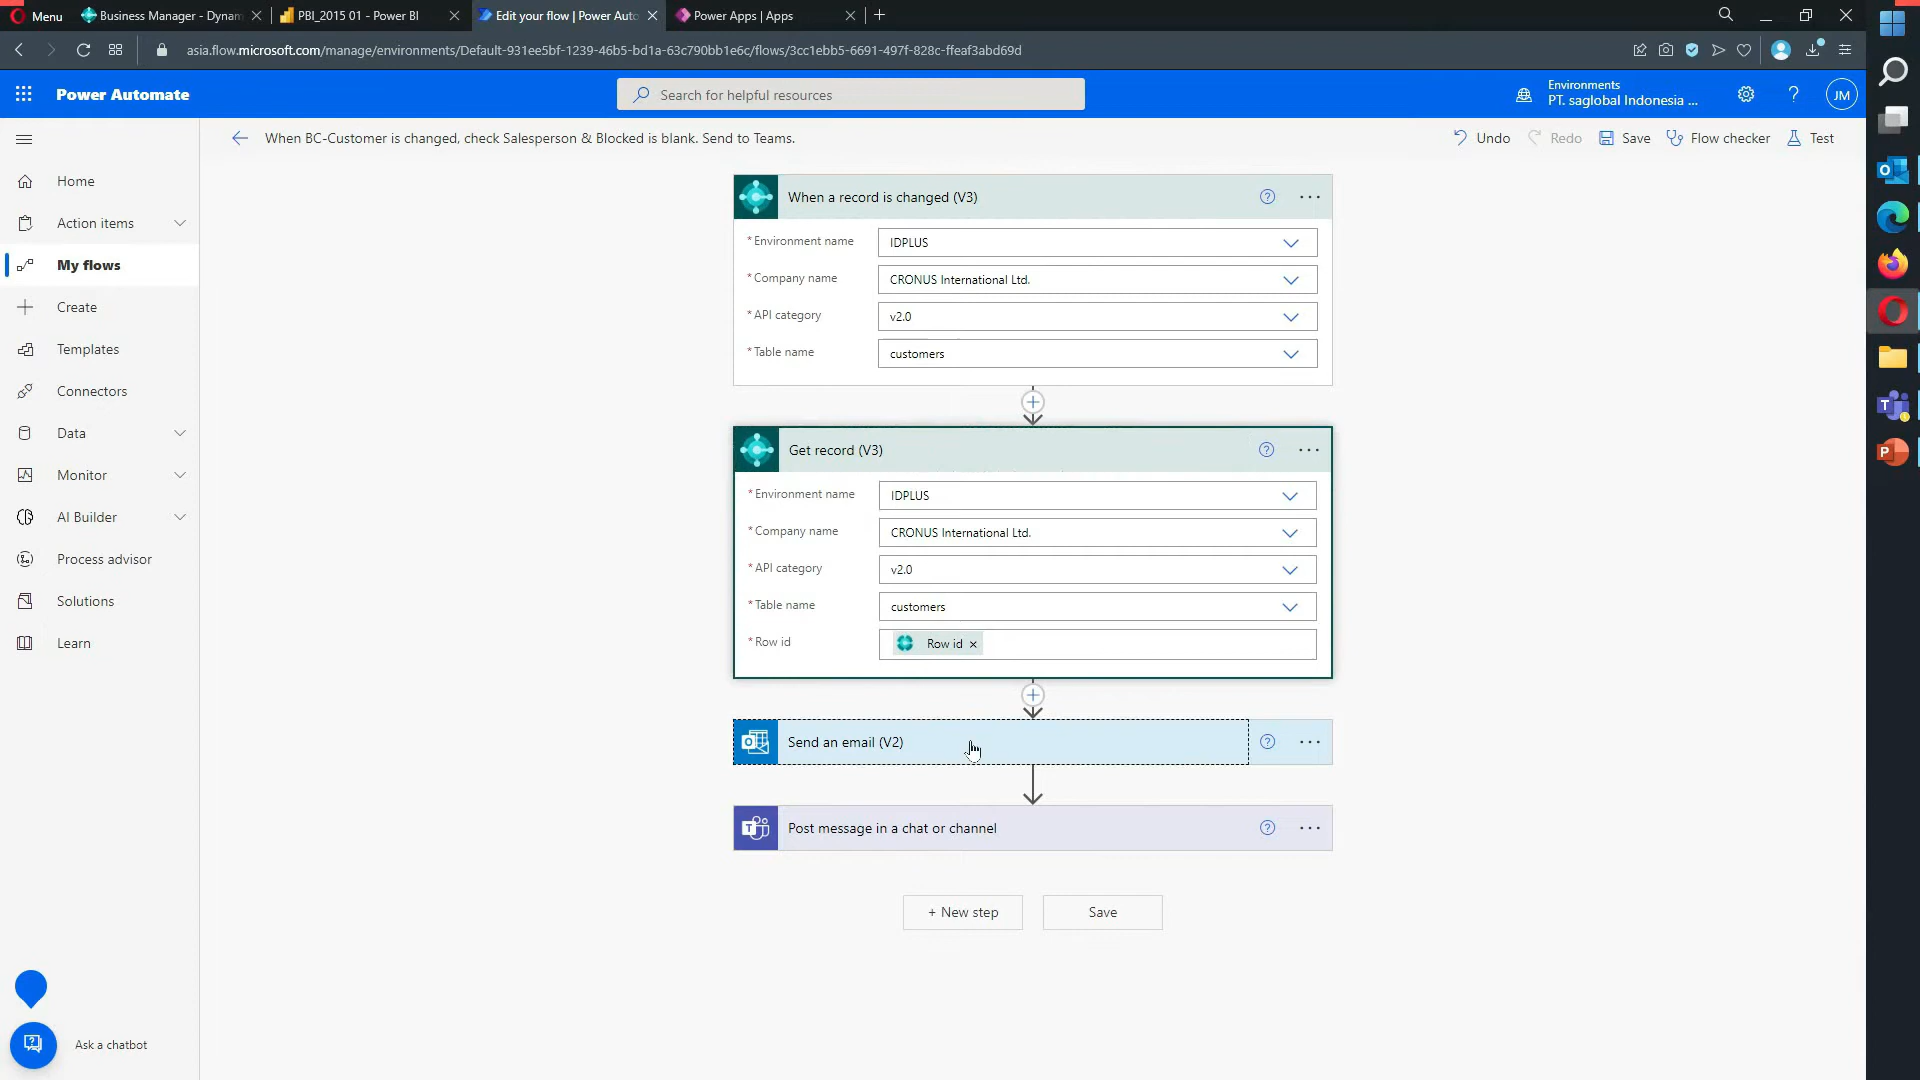 Menu
Business Manager - Dynam
PBI_2015 01 - Power BI
Edit your flow | Power Auto
Power Apps | Apps
asia.flow.microsoft.com/manage/environments/Default-931ee5bf-1239-46b5-bd1a-63c790bb1e6c/flows/3cc1ebb5-6691-497f-828c-ffeaf3abd69d
Power Automate
Search for helpful resources
Environments
PT. saglobal Indonesia ...
JM
When BC-Customer is changed, check Salesperson & Blocked is blank. Send to Teams.
Undo
Redo
Save
Flow checker
Test
Home
Action items
My flows
Create
Templates
Connectors
Data
Monitor
AI Builder
Process advisor
Solutions
Learn
Ask a chatbot
When a record is changed (V3)
* Environment name
IDPLUS
* Company name
CRONUS International Ltd.
* API category
v2.0
* Table name
customers
Get record (V3)
* Environment name
IDPLUS
* Company name
CRONUS International Ltd.
* API category
v2.0
* Table name
customers
* Row id
Row id ×
Send an email (V2)
Post message in a chat or channel
+ New step
Save